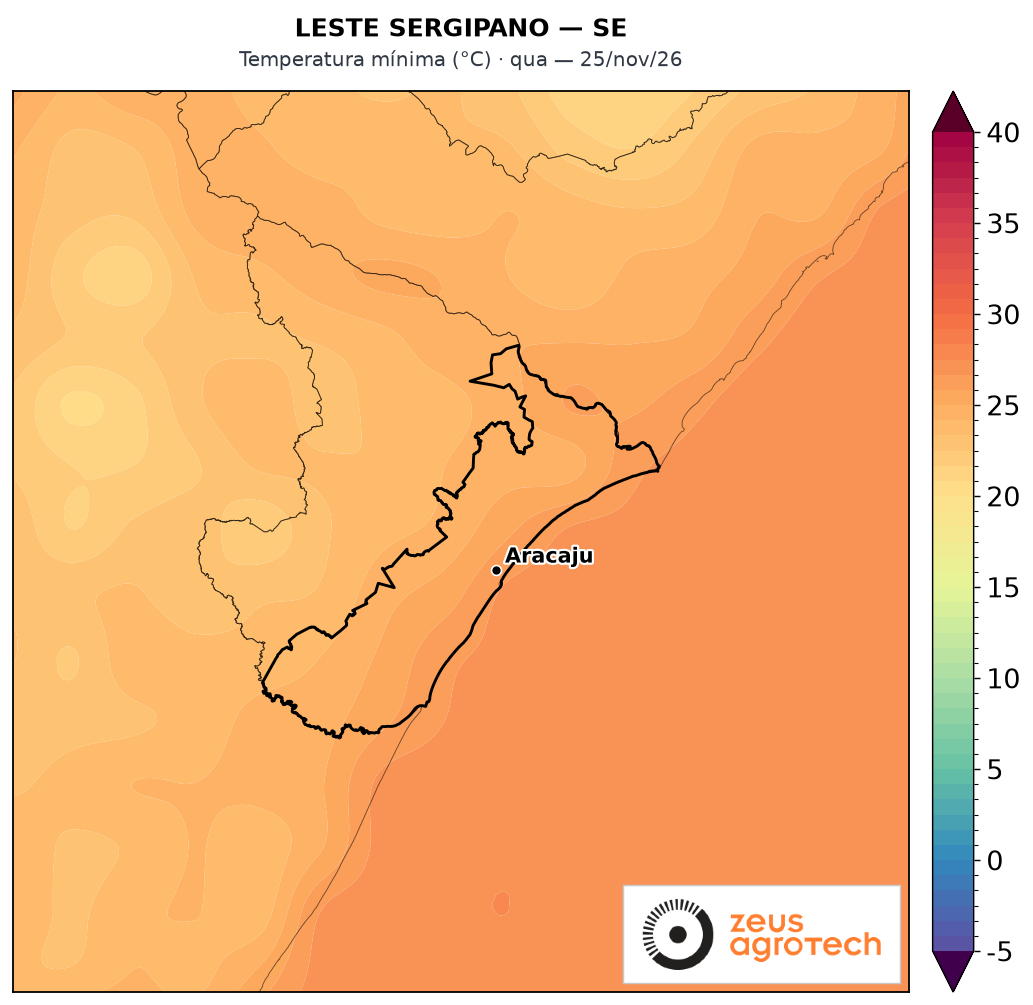 LESTE SERGIPANO — SE
Temperatura mínima (°C) · qua — 25/nov/26
40
35
30
25
20
15
10
5
0
-5
Aracaju
zeus
agrotech